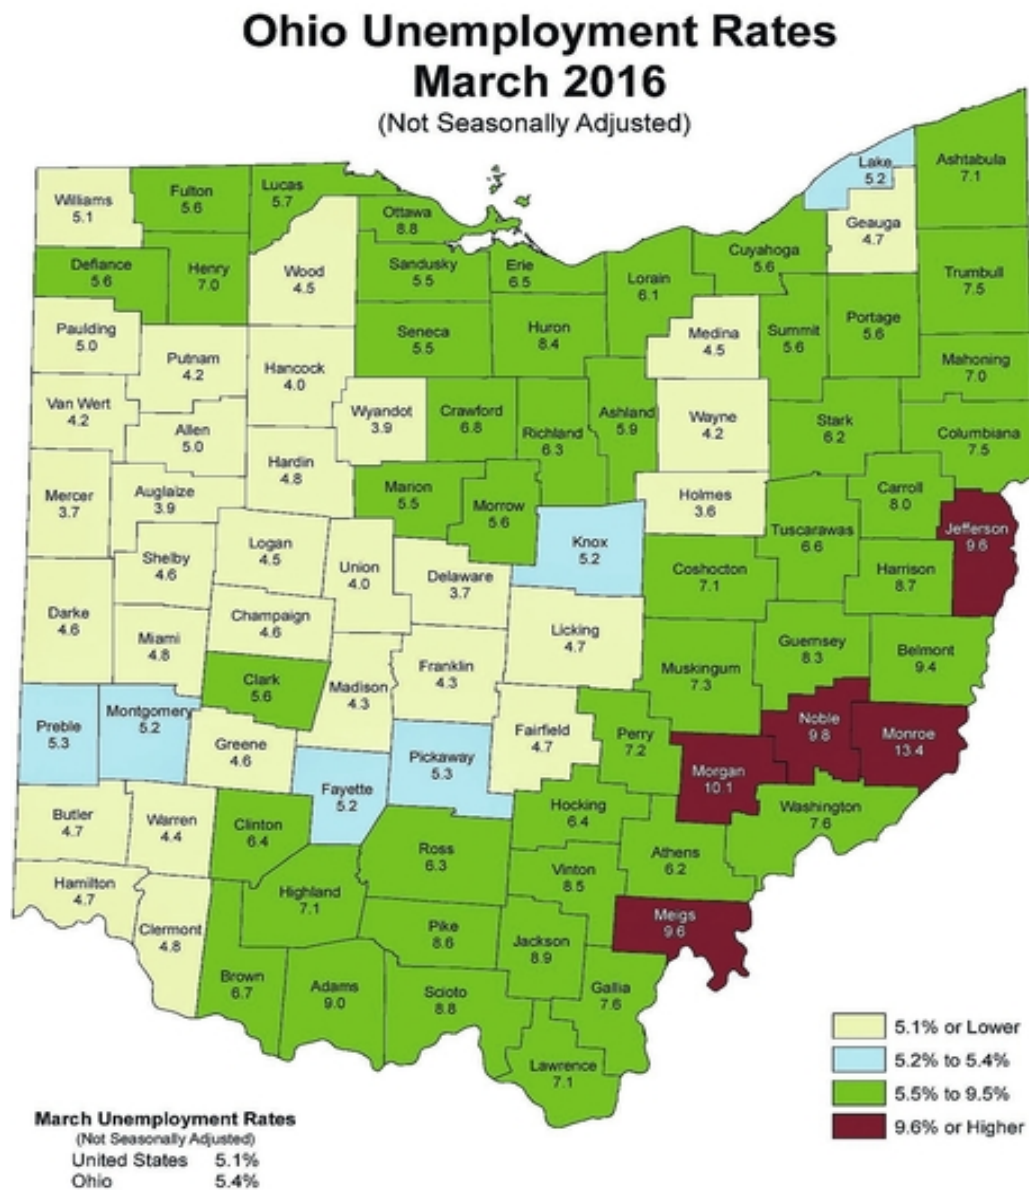 Ohio Unemployment Rates
March 2016
(Not Seasonally Adjusted)
Williams
5.1
Fulton
5.6
Lucas
5.7
Ottawa
8.8
Lake
5.2
Ashtabula
7.1
Geauga
4.7
Defiance
5.6
Henry
7.0
Wood
4.5
Sandusky
5.5
Erie
6.5
Lorain
6.1
Cuyahoga
5.6
Trumbull
7.5
Paulding
5.0
Putnam
4.2
Hancock
4.0
Seneca
5.5
Huron
8.4
Medina
4.5
Summit
5.6
Portage
5.6
Mahoning
7.0
Van Wert
4.2
Allen
5.0
Wyandot
3.9
Crawford
6.8
Richland
6.3
Ashland
5.9
Wayne
4.2
Stark
6.2
Columbiana
7.5
Mercer
3.7
Auglaize
3.9
Hardin
4.8
Marion
5.5
Morrow
5.6
Holmes
3.6
Carroll
8.0
Tuscarawas
6.6
Jefferson
9.6
Shelby
4.6
Logan
4.5
Union
4.0
Delaware
3.7
Knox
5.2
Coshocton
7.1
Harrison
8.7
Darke
4.6
Miami
4.8
Champaign
4.6
Licking
4.7
Guernsey
8.3
Belmont
9.4
Clark
5.6
Madison
4.3
Franklin
4.3
Muskingum
7.3
Preble
5.3
Montgomery
5.2
Greene
4.6
Fayette
5.2
Pickaway
5.3
Fairfield
4.7
Perry
7.2
Noble
9.8
Monroe
13.4
Morgan
10.1
Washington
7.6
Butler
4.7
Warren
4.4
Clinton
6.4
Hocking
6.4
Ross
6.3
Athens
6.2
Vinton
8.5
Hamilton
4.7
Clermont
4.8
Highland
7.1
Pike
8.6
Jackson
8.9
Meigs
9.6
Brown
6.7
Adams
9.0
Scioto
8.8
Gallia
7.6
Lawrence
7.1
5.1% or Lower
5.2% to 5.4%
5.5% to 9.5%
9.6% or Higher
March Unemployment Rates
(Not Seasonally Adjusted)
United States 5.1%
Ohio 5.4%